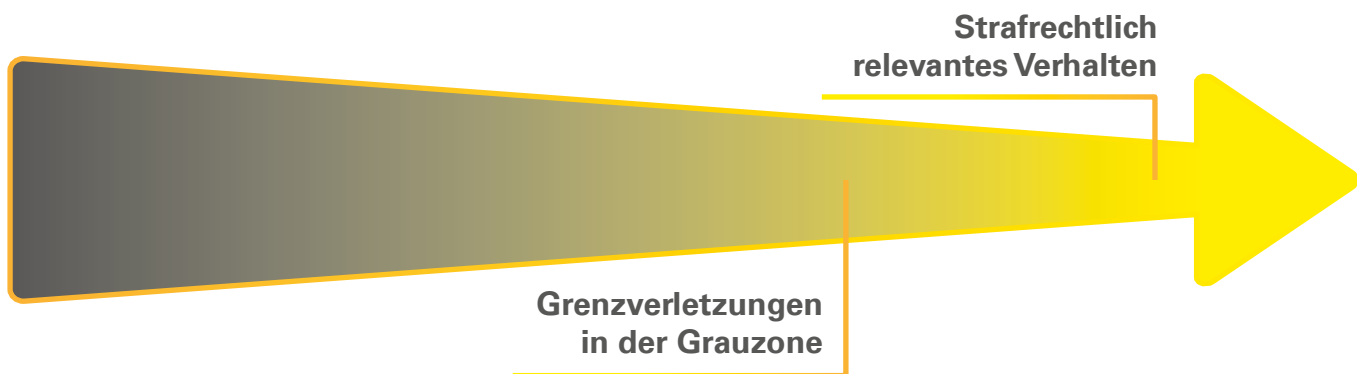 Strafrechtlich
relevantes Verhalten
Grenzverletzungen
in der Grauzone